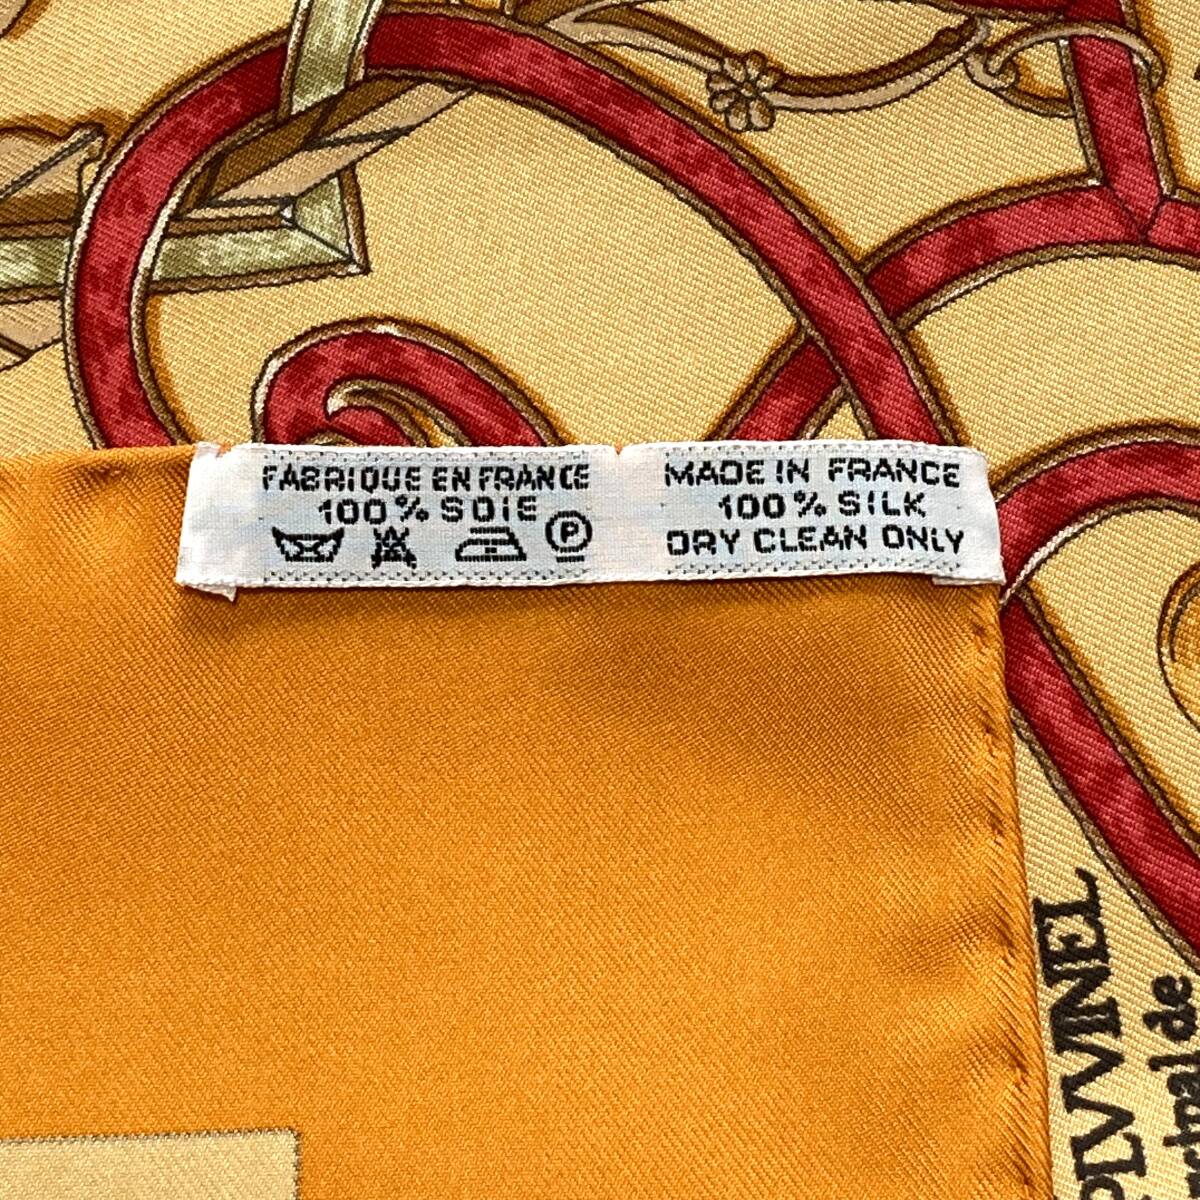 FABRIQUE EN FRANCE
100% SOIE
P
MADE IN FRANCE
100% SILK
DRY CLEAN ONLY